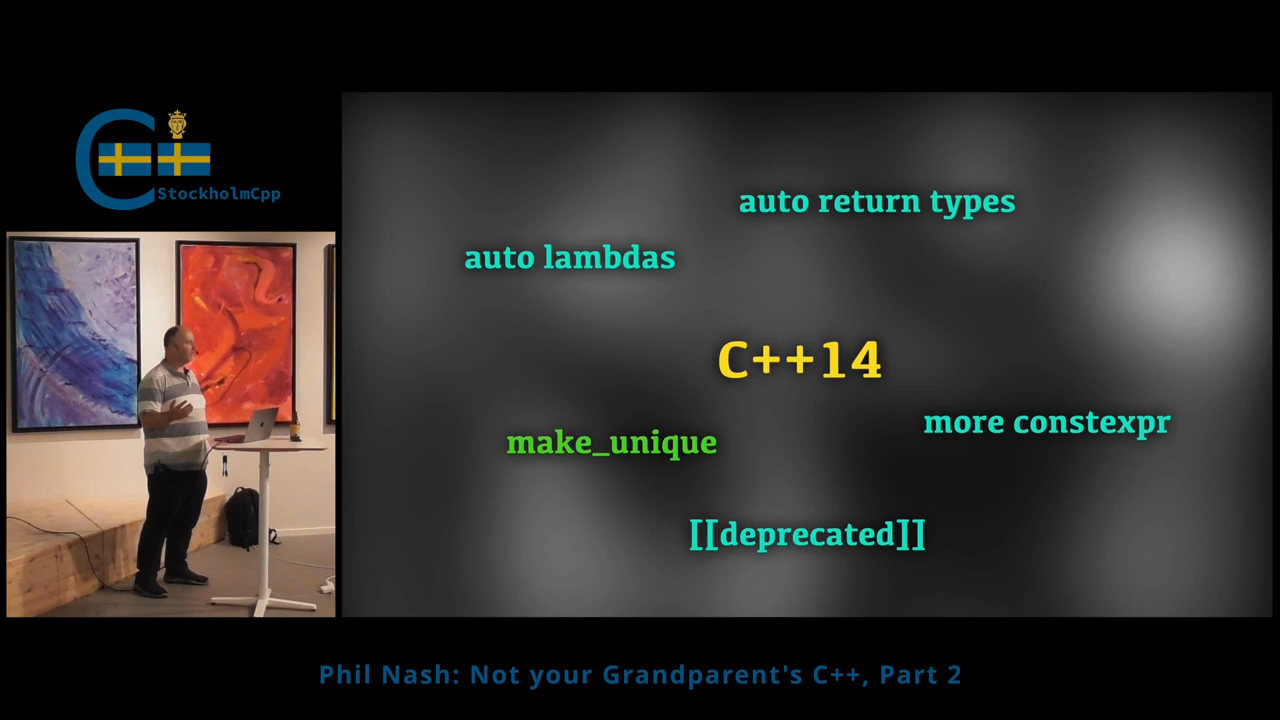 StockholmCpp
auto return types
auto lambdas
C++14
more constexpr
make_unique
[[deprecated]]
Phil Nash: Not your Grandparent's C++, Part 2